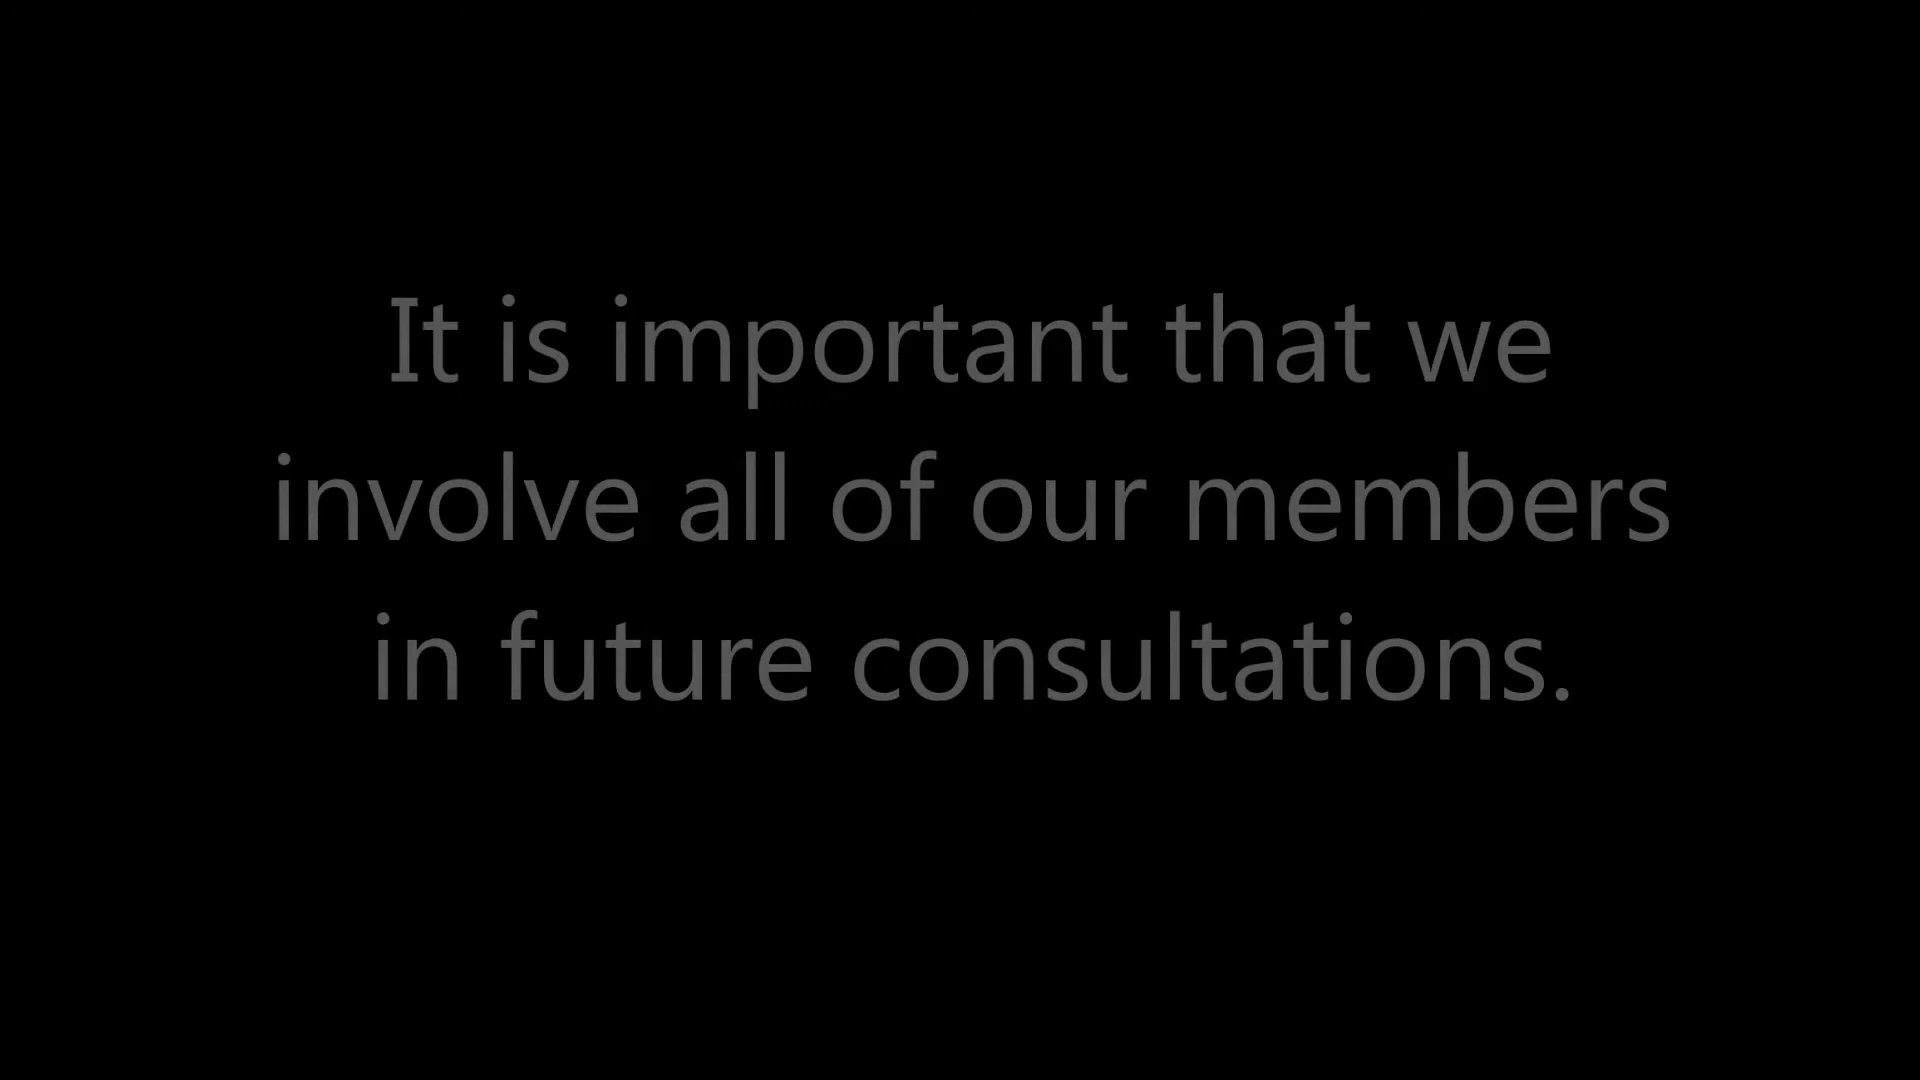 It is important that we
involve all of our members
in future consultations.